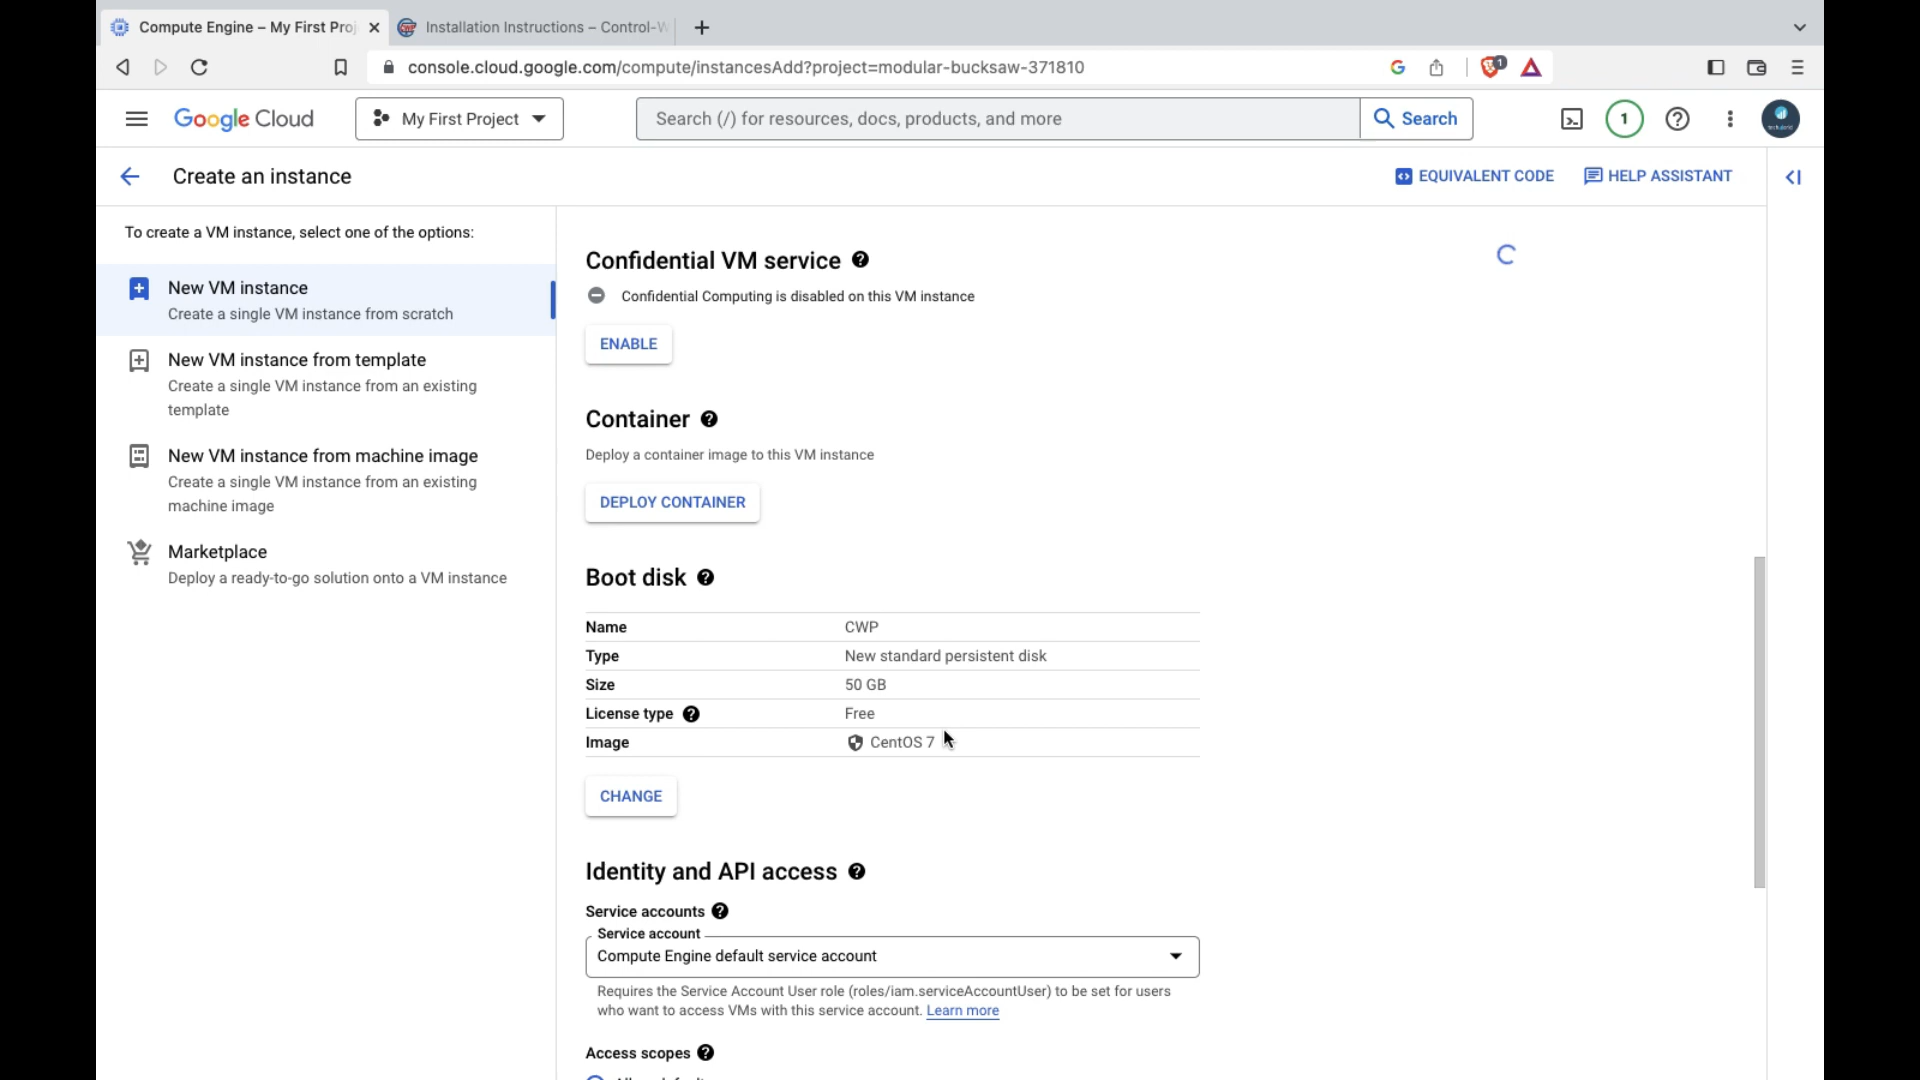 Compute Engine – My First Proj
Installation Instructions – Control-W
console.cloud.google.com/compute/instancesAdd?project=modular-bucksaw-371810
1
Google Cloud
My First Project
Search (/) for resources, docs, products, and more
Search
1
Create an instance
EQUIVALENT CODE
HELP ASSISTANT
To create a VM instance, select one of the options:
New VM instance
Create a single VM instance from scratch
New VM instance from template
Create a single VM instance from an existing
template
New VM instance from machine image
Create a single VM instance from an existing
machine image
Marketplace
Deploy a ready-to-go solution onto a VM instance
Confidential VM service
Confidential Computing is disabled on this VM instance
ENABLE
Container
Deploy a container image to this VM instance
DEPLOY CONTAINER
Boot disk
Name CWP
Type New standard persistent disk
Size 50 GB
License type Free
Image CentOS 7
CHANGE
Identity and API access
Service accounts
Service account
Compute Engine default service account
Requires the Service Account User role (roles/iam.serviceAccountUser) to be set for users
who want to access VMs with this service account. Learn more
Access scopes